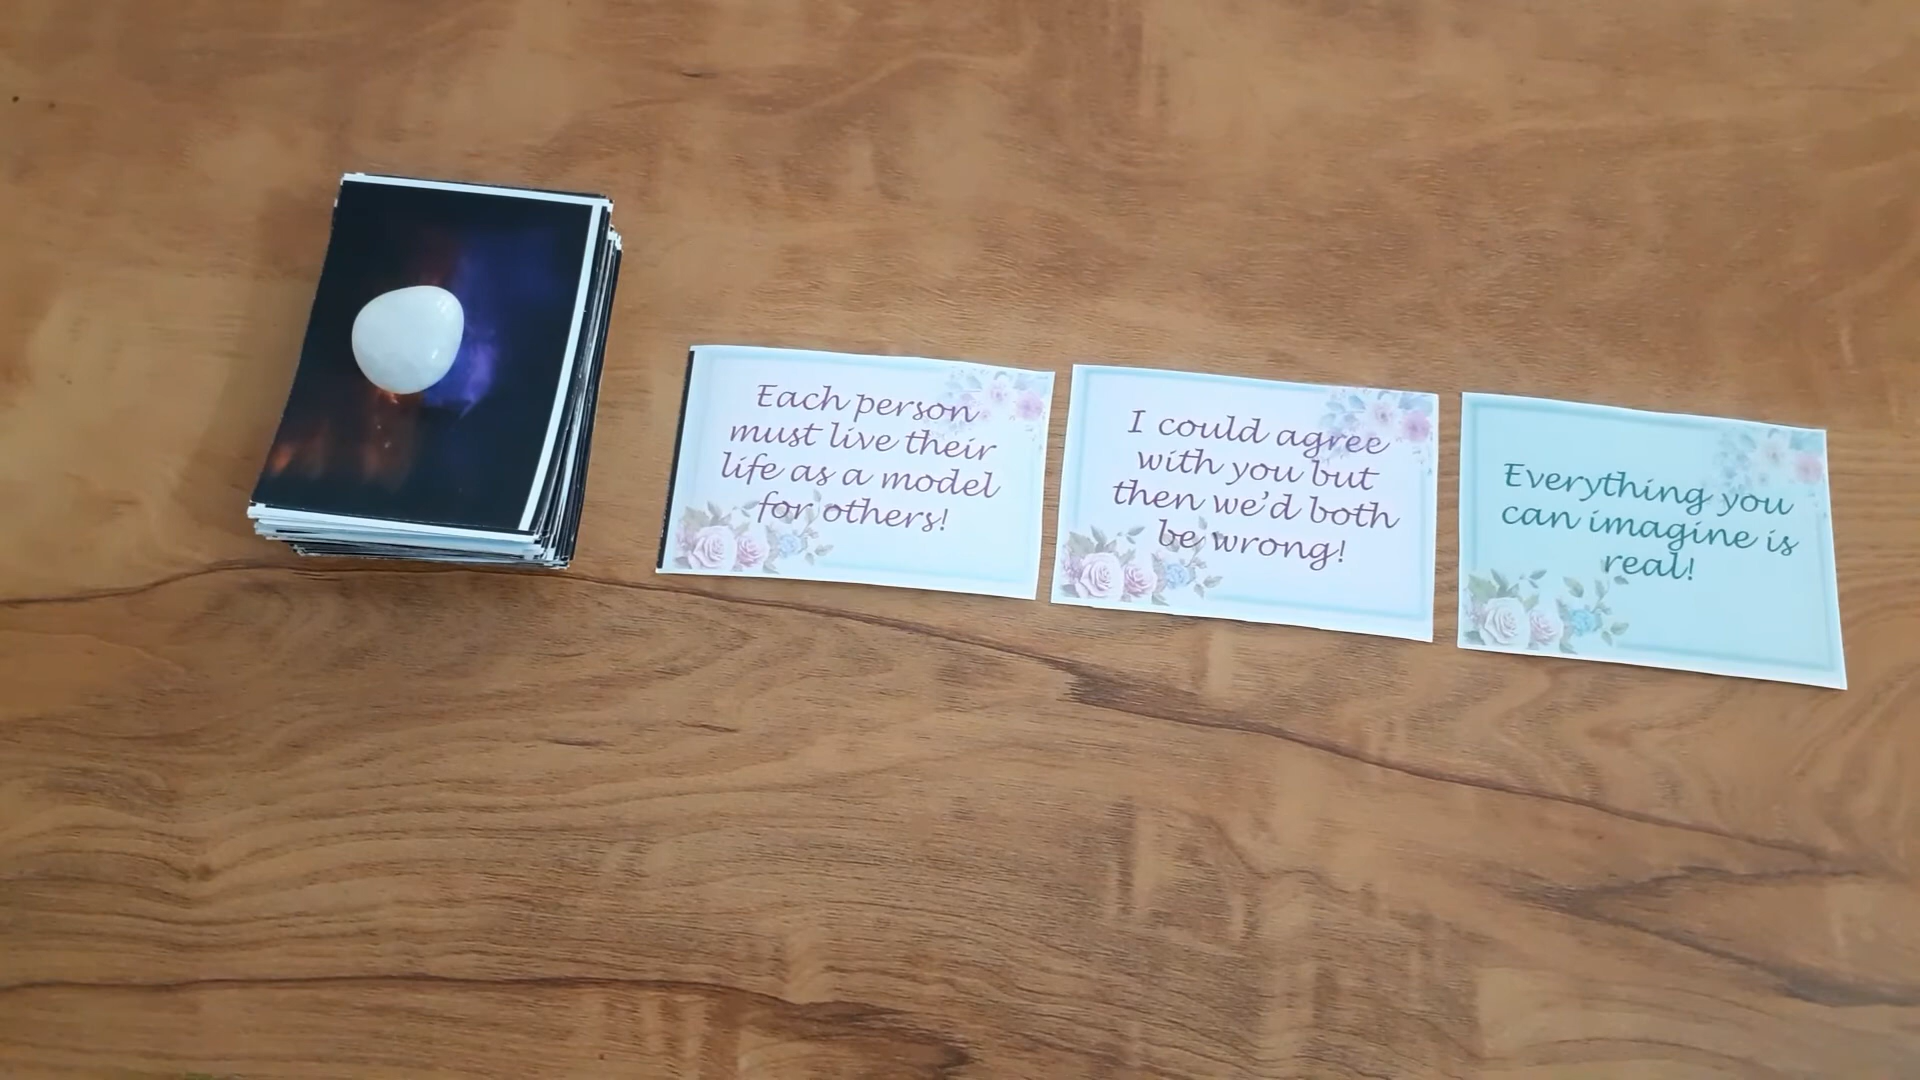 Each person
must live their
life as a model
for others!
I could agree
with you but
then we'd both
be wrong!
Everything you
can imagine is
real!